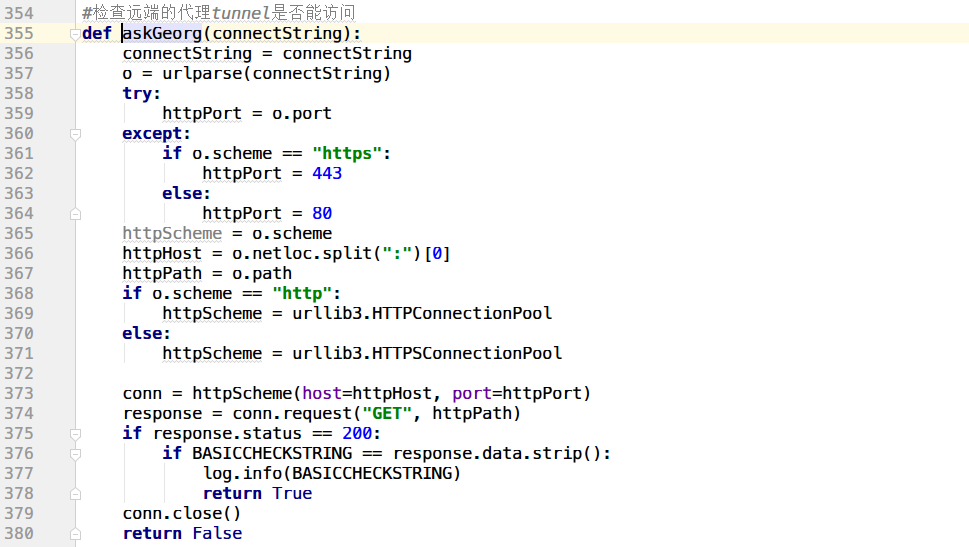 354 #检查远端的代理tunnel是否能访问
355 def askGeorg(connectString):
356 connectString = connectString
357 o = urlparse(connectString)
358 try:
359 httpPort = o.port
360 except:
361 if o.scheme == "https":
362 httpPort = 443
363 else:
364 httpPort = 80
365 httpScheme = o.scheme
366 httpHost = o.netloc.split(":")[0]
367 httpPath = o.path
368 if o.scheme == "http":
369 httpScheme = urllib3.HTTPConnectionPool
370 else:
371 httpScheme = urllib3.HTTPSConnectionPool
372
373 conn = httpScheme(host=httpHost, port=httpPort)
374 response = conn.request("GET", httpPath)
375 if response.status == 200:
376 if BASICCHECKSTRING == response.data.strip():
377 log.info(BASICCHECKSTRING)
378 return True
379 conn.close()
380 return False